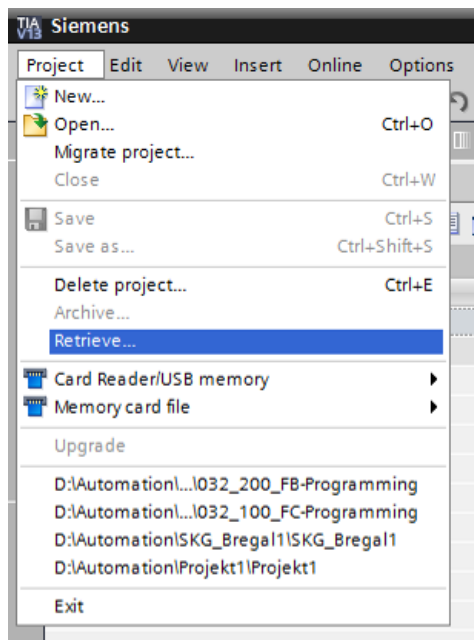 TIA V13 Siemens
Project Edit View Insert Online Options
New...
Open... Ctrl+O
Migrate project...
Close Ctrl+W
Save Ctrl+S
Save as... Ctrl+Shift+S
Delete project... Ctrl+E
Archive...
Retrieve...
Card Reader/USB memory
Memory card file
Upgrade
D:\Automation\...\032_200_FB-Programming
D:\Automation\...\032_100_FC-Programming
D:\Automation\SKG_Bregal1\SKG_Bregal1
D:\Automation\Projekt1\Projekt1
Exit